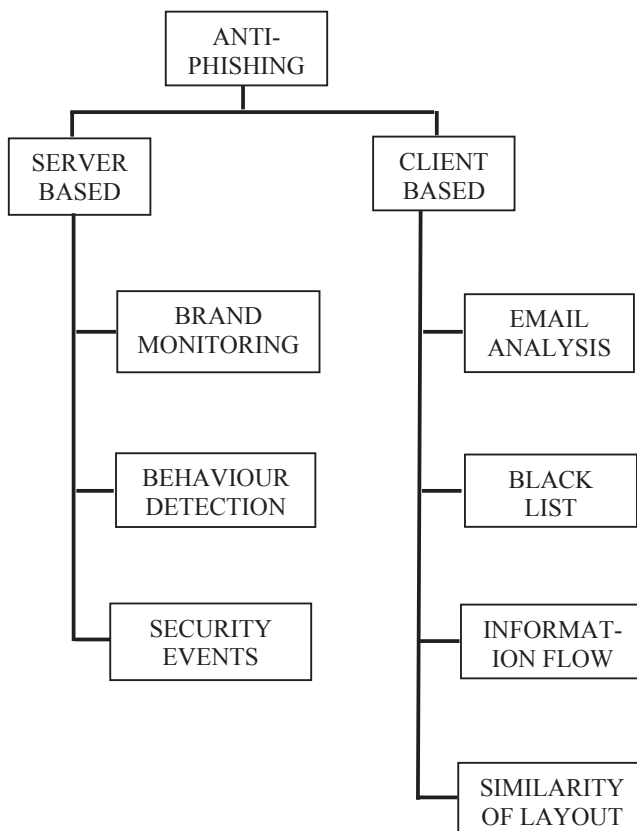 ANTI-
PHISHING
SERVER
BASED
CLIENT
BASED
BRAND
MONITORING
EMAIL
ANALYSIS
BEHAVIOUR
DETECTION
BLACK
LIST
SECURITY
EVENTS
INFORMAT-
ION FLOW
SIMILARITY
OF LAYOUT